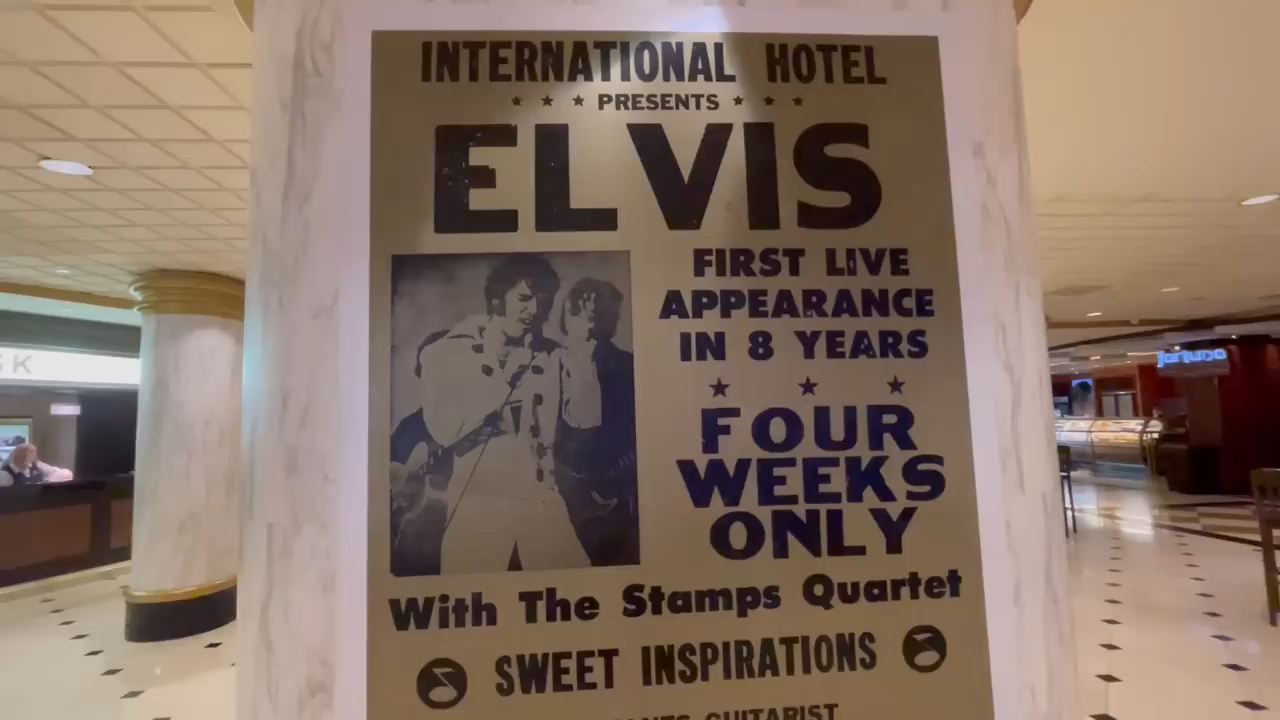 INTERNATIONAL HOTEL
PRESENTS
ELVIS
FIRST LIVE
APPEARANCE
IN 8 YEARS
FOUR
WEEKS
ONLY
With The Stamps Quartet
SWEET INSPIRATIONS
GUITARIST